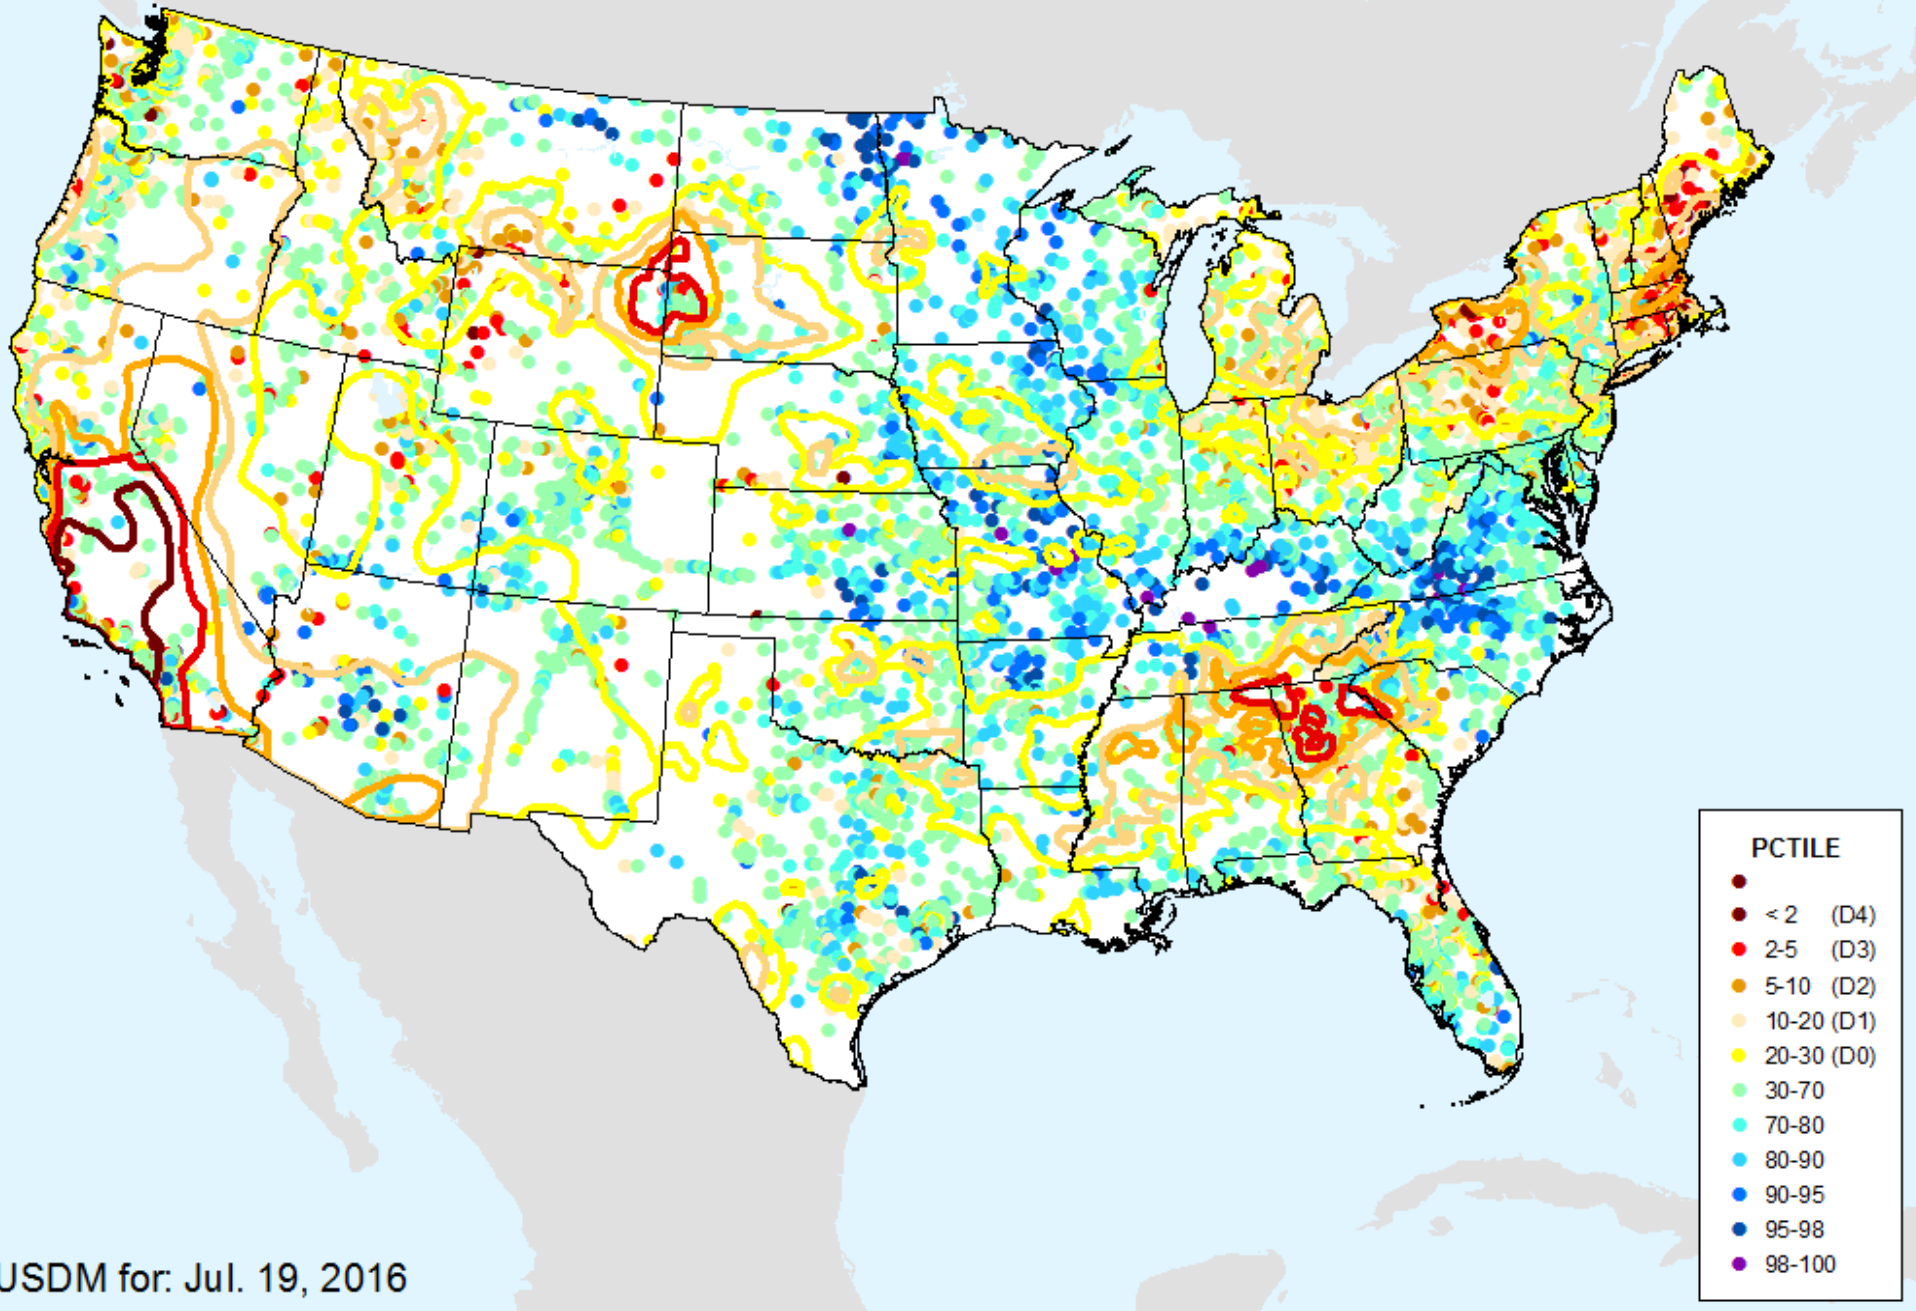 PCTILE
< 2 (D4)
2-5 (D3)
5-10 (D2)
10-20 (D1)
20-30 (D0)
30-70
70-80
80-90
90-95
95-98
98-100
USDM for: Jul. 19, 2016